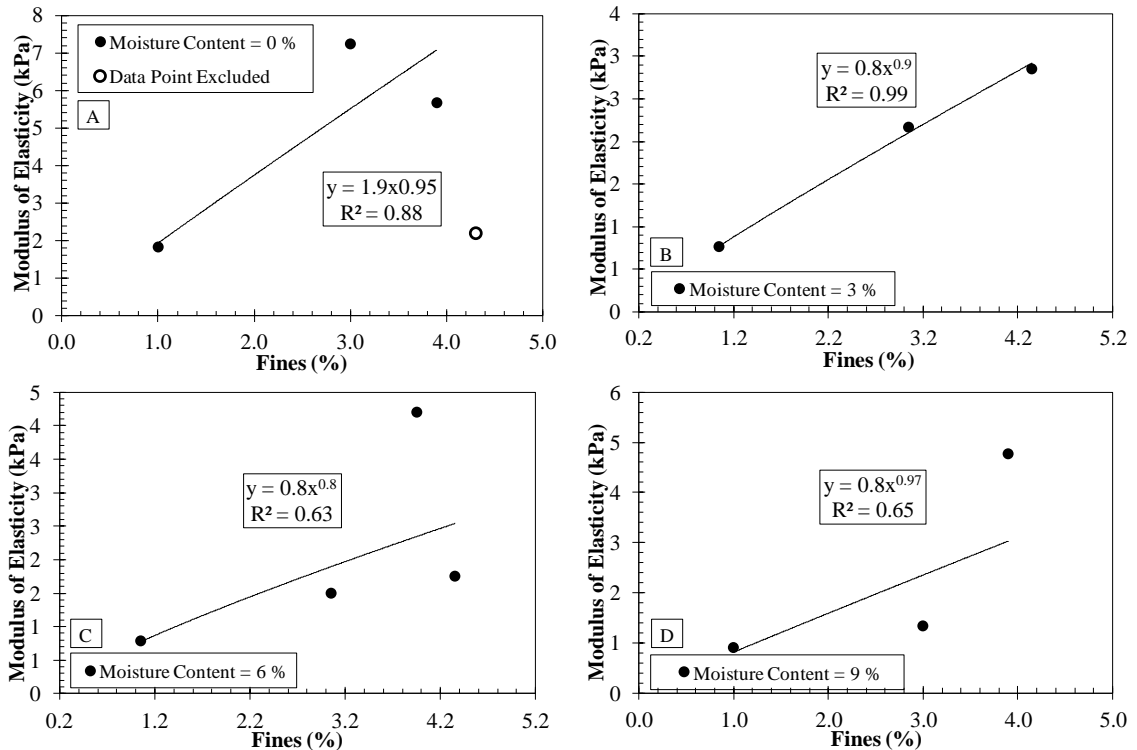 Modulus of Elasticity (kPa)
8
7
6
5
4
3
2
1
0
Moisture Content = 0 %
Data Point Excluded
A
y = 1.9x0.95
R² = 0.88
0.0 1.0 2.0 3.0 4.0 5.0
Fines (%)
Modulus of Elasticity (kPa)
4
3
3
2
2
1
1
0
y = 0.8x^0.9
R² = 0.99
B
Moisture Content = 3 %
0.2 1.2 2.2 3.2 4.2 5.2
Fines (%)
Modulus of Elasticity (kPa)
5
4
4
3
3
2
2
1
1
0
y = 0.8x^0.8
R² = 0.63
C
Moisture Content = 6 %
0.2 1.2 2.2 3.2 4.2 5.2
Fines (%)
Modulus of Elasticity (kPa)
6
5
4
3
2
1
0
y = 0.8x^0.97
R² = 0.65
D
Moisture Content = 9 %
0.0 1.0 2.0 3.0 4.0 5.0
Fines (%)